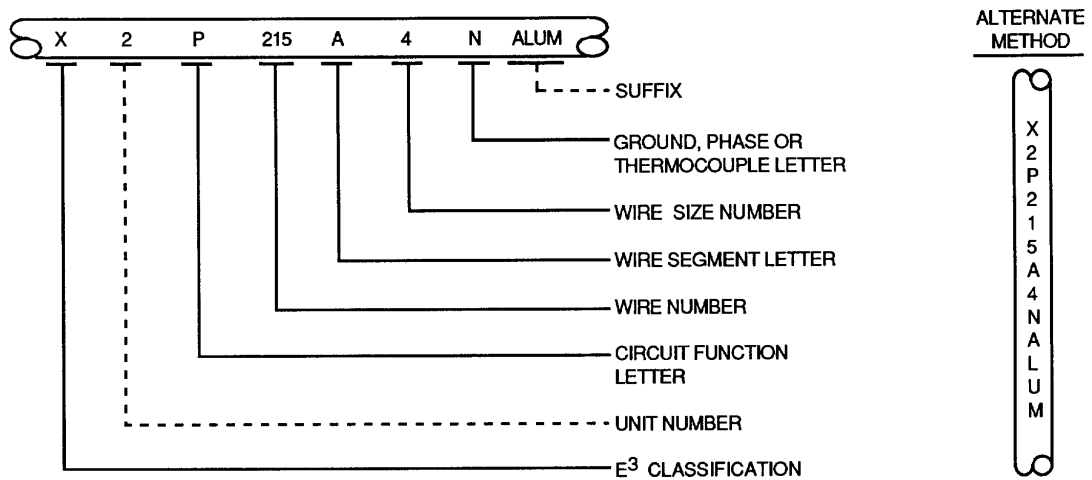 X 2 P 215 A 4 N ALUM
SUFFIX
GROUND, PHASE OR
THERMOCOUPLE LETTER
WIRE SIZE NUMBER
WIRE SEGMENT LETTER
WIRE NUMBER
CIRCUIT FUNCTION
LETTER
UNIT NUMBER
E³ CLASSIFICATION
ALTERNATE
METHOD
X
2
P
2
1
5
A
4
N
A
L
U
M